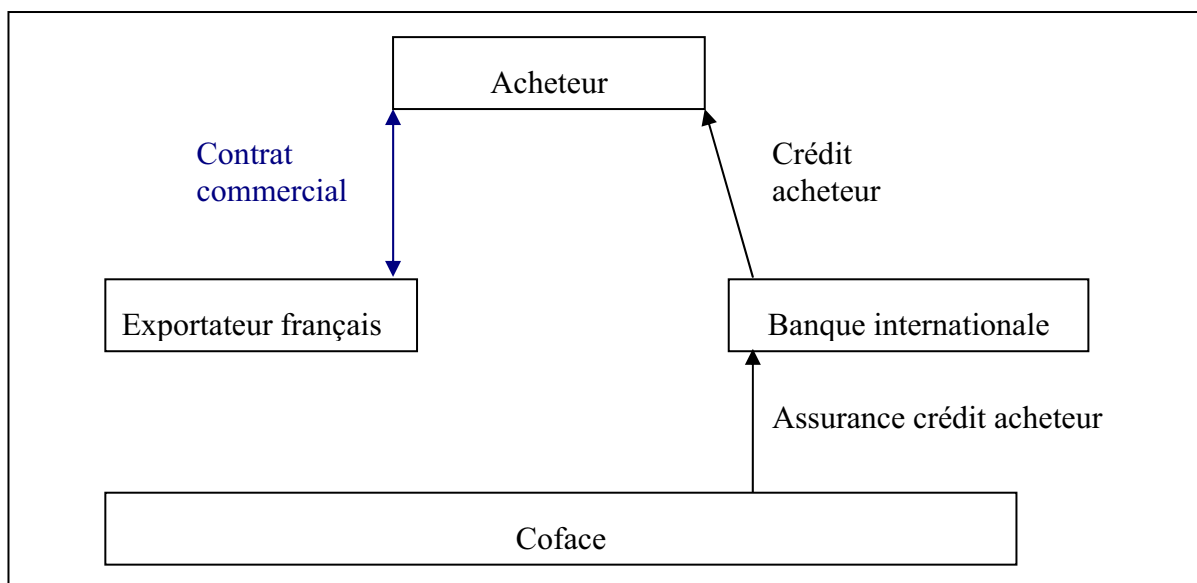 Acheteur
Contrat
commercial
Crédit
acheteur
Exportateur français
Banque internationale
Assurance crédit acheteur
Coface